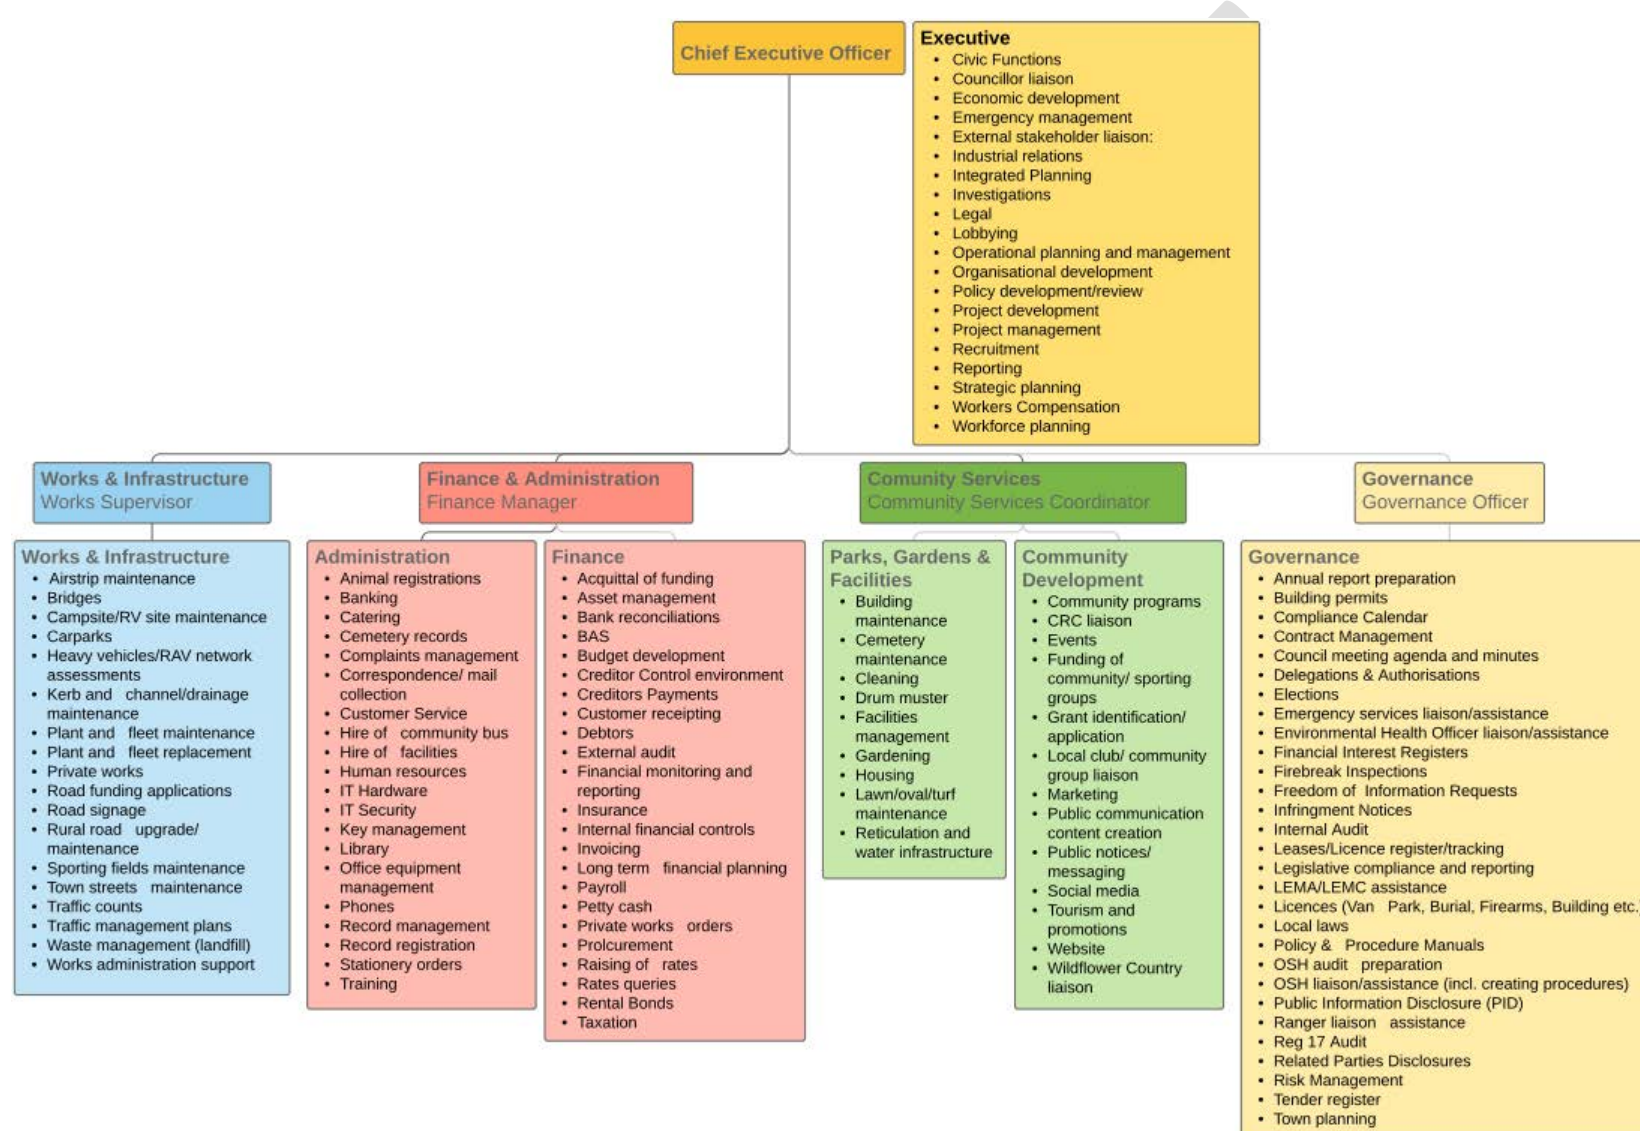 Chief Executive Officer
Executive
• Civic Functions
• Councillor liaison
• Economic development
• Emergency management
• External stakeholder liaison:
• Industrial relations
• Integrated Planning
• Investigations
• Legal
• Lobbying
• Operational planning and management
• Organisational development
• Policy development/review
• Project development
• Project management
• Recruitment
• Reporting
• Strategic planning
• Workers Compensation
• Workforce planning
Works & Infrastructure
Works Supervisor
Finance & Administration
Finance Manager
Comunity Services
Community Services Coordinator
Governance
Governance Officer
Works & Infrastructure
• Airstrip maintenance
• Bridges
• Campsite/RV site maintenance
• Carparks
• Heavy vehicles/RAV network
assessments
• Kerb and channel/drainage
maintenance
• Plant and fleet maintenance
• Plant and fleet replacement
• Private works
• Road funding applications
• Road signage
• Rural road upgrade/
maintenance
• Sporting fields maintenance
• Town streets maintenance
• Traffic counts
• Traffic management plans
• Waste management (landfill)
• Works administration support
Administration
• Animal registrations
• Banking
• Catering
• Cemetery records
• Complaints management
• Correspondence/ mail
collection
• Customer Service
• Hire of community bus
• Hire of facilities
• Human resources
• IT Hardware
• IT Security
• Key management
• Library
• Office equipment
management
• Phones
• Record management
• Record registration
• Stationery orders
• Training
Finance
• Acquittal of funding
• Asset management
• Bank reconciliations
• BAS
• Budget development
• Creditor Control environment
• Creditors Payments
• Customer receipting
• Debtors
• External audit
• Financial monitoring and
reporting
• Insurance
• Internal financial controls
• Invoicing
• Long term financial planning
• Payroll
• Petty cash
• Private works orders
• Prolcurement
• Raising of rates
• Rates queries
• Rental Bonds
• Taxation
Parks, Gardens &
Facilities
• Building
maintenance
• Cemetery
maintenance
• Cleaning
• Drum muster
• Facilities
management
• Gardening
• Housing
• Lawn/oval/turf
maintenance
• Reticulation and
water infrastructure
Community
Development
• Community programs
• CRC liaison
• Events
• Funding of
community/ sporting
groups
• Grant identification/
application
• Local club/ community
group liaison
• Marketing
• Public communication
content creation
• Public notices/
messaging
• Social media
• Tourism and
promotions
• Website
• Wildflower Country
liaison
Governance
• Annual report preparation
• Building permits
• Compliance Calendar
• Contract Management
• Council meeting agenda and minutes
• Delegations & Authorisations
• Elections
• Emergency services liaison/assistance
• Environmental Health Officer liaison/assistance
• Financial Interest Registers
• Firebreak Inspections
• Freedom of Information Requests
• Infringment Notices
• Internal Audit
• Leases/Licence register/tracking
• Legislative compliance and reporting
• LEMA/LEMC assistance
• Licences (Van Park, Burial, Firearms, Building etc.
• Local laws
• Policy & Procedure Manuals
• OSH audit preparation
• OSH liaison/assistance (incl. creating procedures)
• Public Information Disclosure (PID)
• Ranger liaison assistance
• Reg 17 Audit
• Related Parties Disclosures
• Risk Management
• Tender register
• Town planning